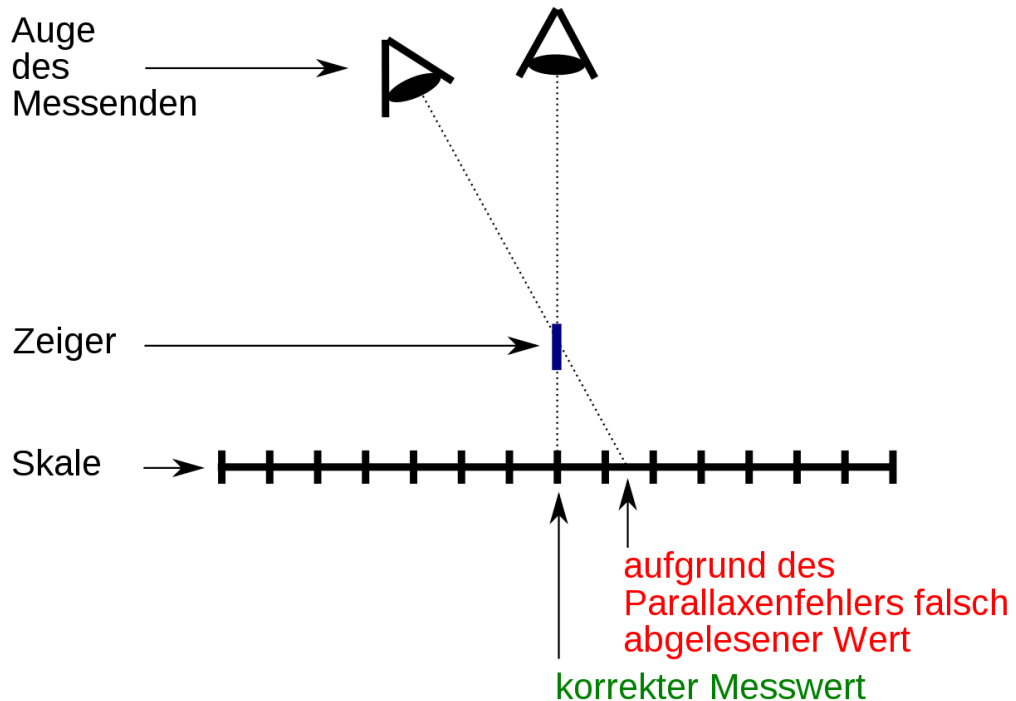 Auge
des
Messenden
Zeiger
Skale
aufgrund des
Parallaxenfehlers falsch
abgelesener Wert
korrekter Messwert